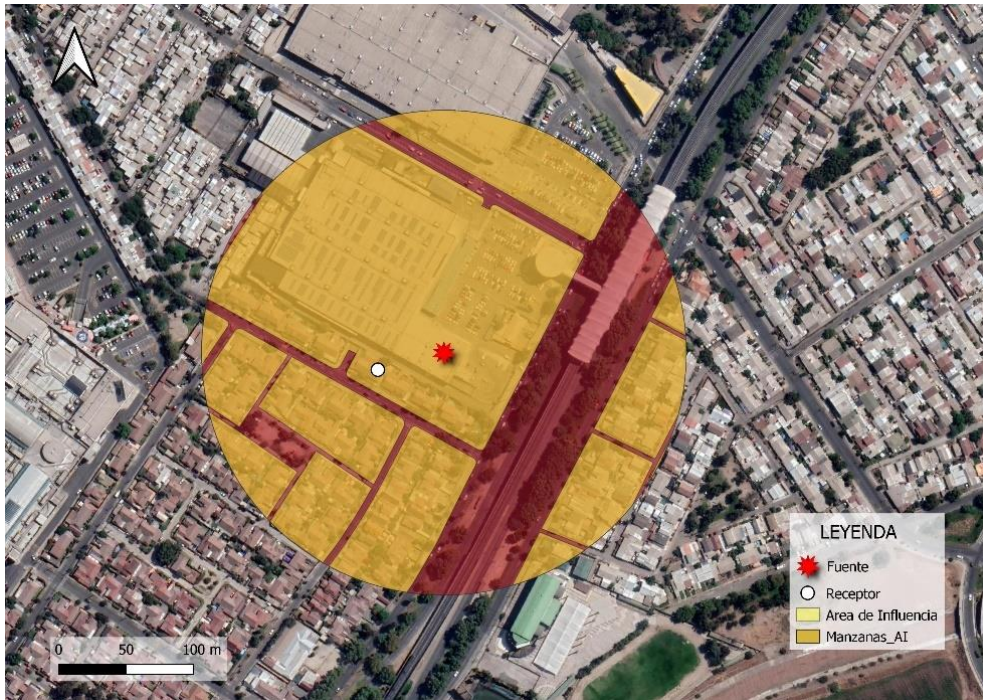 LEYENDA
Fuente
Receptor
Area de Influencia
Manzanas_AI
0 50 100 m